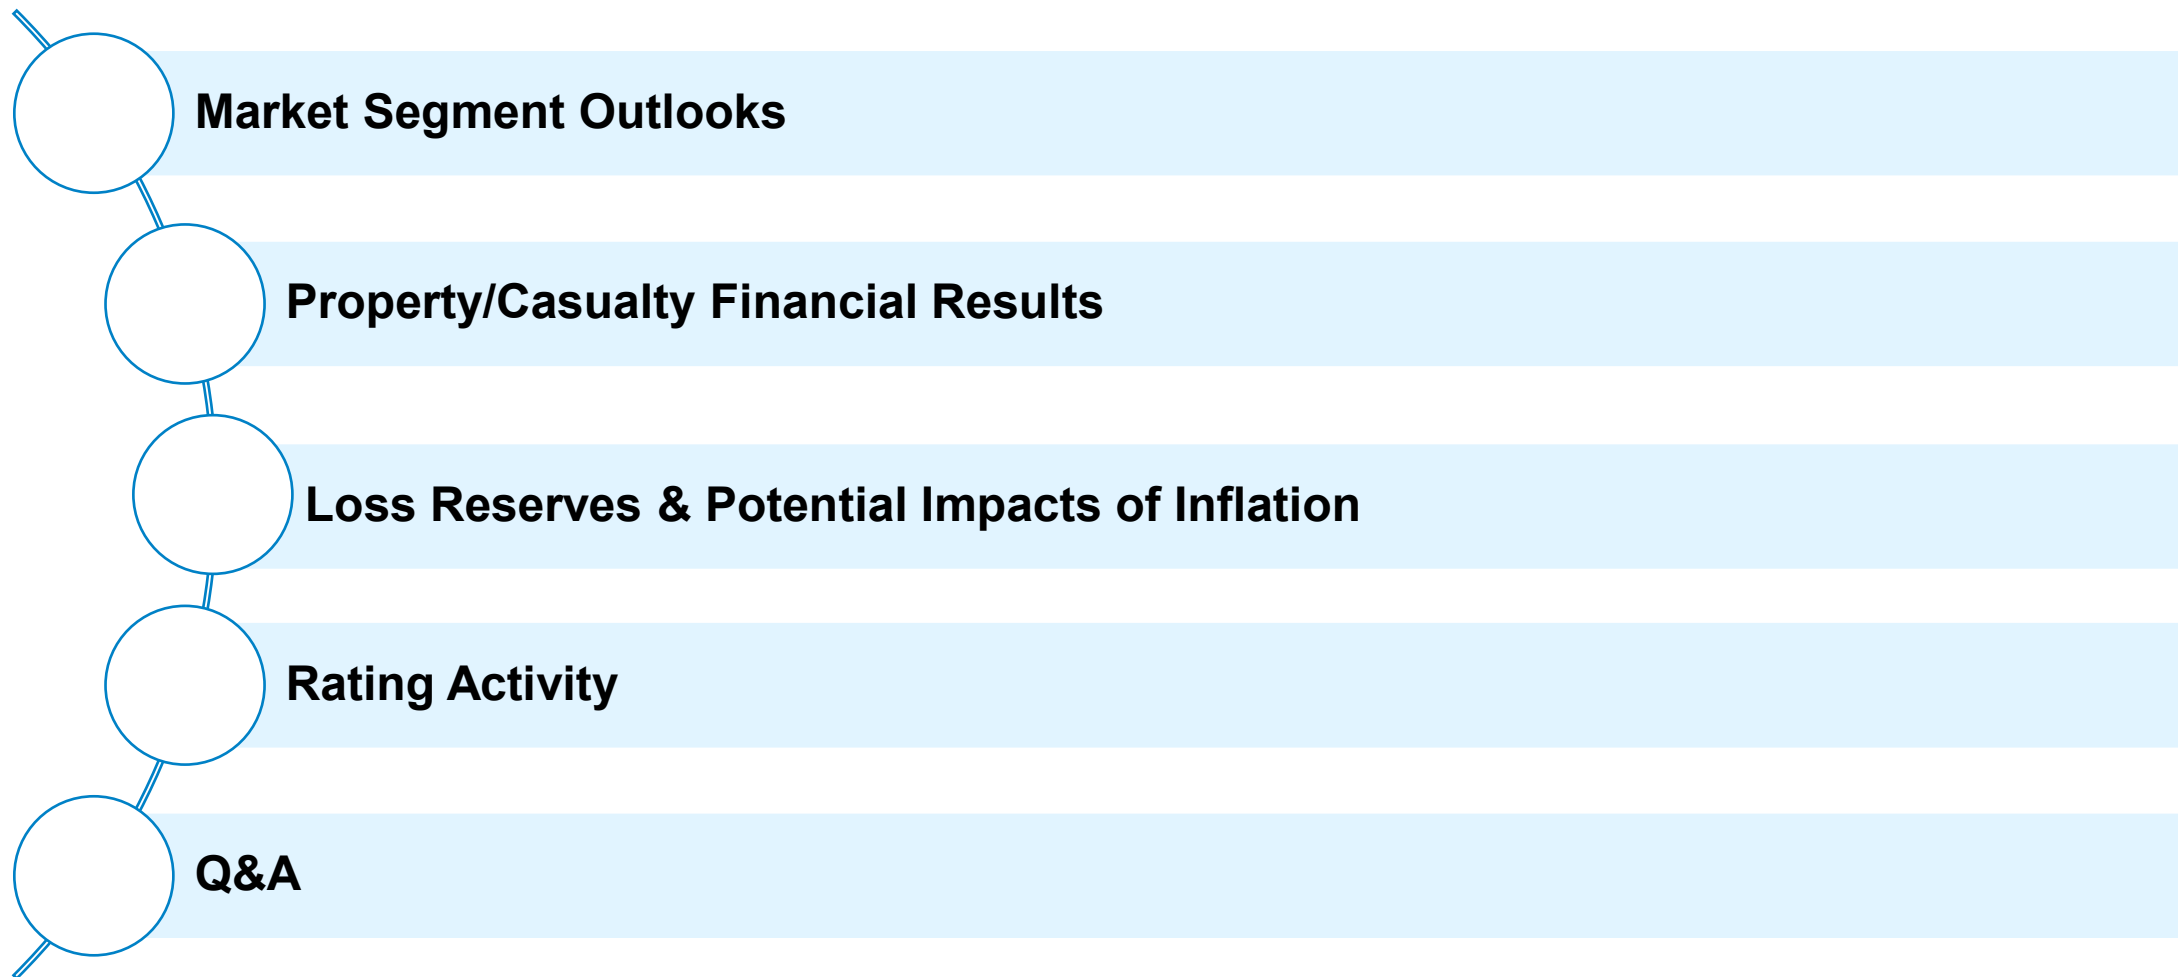 Market Segment Outlooks
Property/Casualty Financial Results
Loss Reserves & Potential Impacts of Inflation
Rating Activity
Q&A